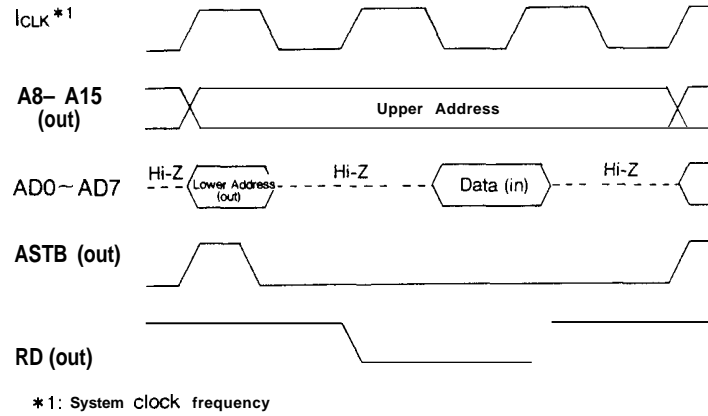 ICLK *1
A8– A15
(out)
Upper Address
AD0~AD7
Hi-Z
Lower Address
(out)
Hi-Z
Data (in)
Hi-Z
ASTB (out)
RD (out)
*1: System clock frequency